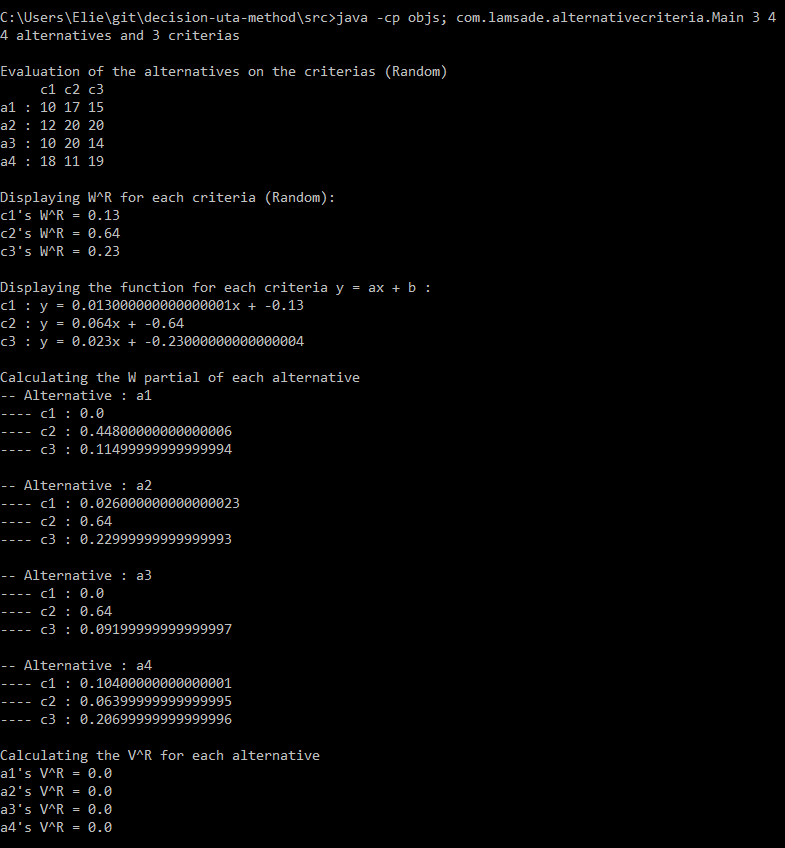 C:\Users\Elie\git\decision-uta-method\src>java -cp objs; com.lamsade.alternativecriteria.Main 3 4
4 alternatives and 3 criterias
Evaluation of the alternatives on the criterias (Random)
c1 c2 c3
a1 : 10 17 15
a2 : 12 20 20
a3 : 10 20 14
a4 : 18 11 19
Displaying W^R for each criteria (Random):
c1's W^R = 0.13
c2's W^R = 0.64
c3's W^R = 0.23
Displaying the function for each criteria y = ax + b :
c1 : y = 0.013000000000000001x + -0.13
c2 : y = 0.064x + -0.64
c3 : y = 0.023x + -0.23000000000000004
Calculating the W partial of each alternative
-- Alternative : a1
---- c1 : 0.0
---- c2 : 0.44800000000000006
---- c3 : 0.11499999999999994
-- Alternative : a2
---- c1 : 0.026000000000000023
---- c2 : 0.64
---- c3 : 0.22999999999999993
-- Alternative : a3
---- c1 : 0.0
---- c2 : 0.64
---- c3 : 0.09199999999999997
-- Alternative : a4
---- c1 : 0.10400000000000001
---- c2 : 0.06399999999999995
---- c3 : 0.20699999999999996
Calculating the V^R for each alternative
a1's V^R = 0.0
a2's V^R = 0.0
a3's V^R = 0.0
a4's V^R = 0.0